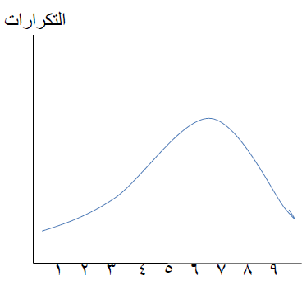 التكرارات
١ ٢ ٣ ٤ ٥ ٦ ٧ ٨ ٩